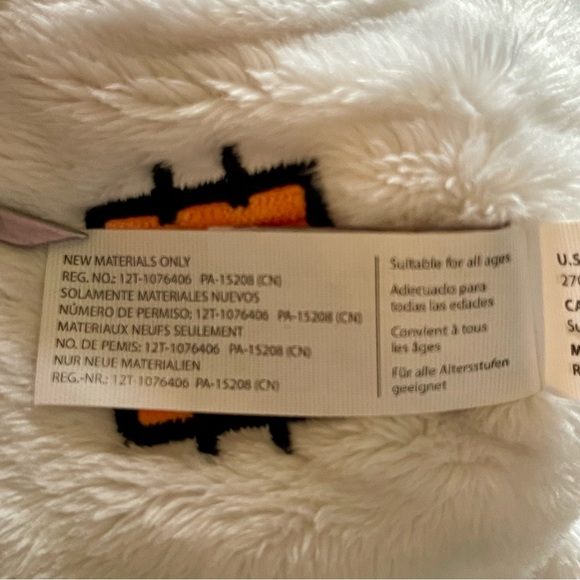 NEW MATERIALS ONLY
REG. NO.: 12T-1076406 PA-15208 (CN)
SOLAMENTE MATERIALES NUEVOS
NÚMERO DE PERMISO: 12T-1076406 PA-15208 (CN)
MATERIAUX NEUFS SEULEMENT
NO. DE PEMIS: 12T-1076406 PA-15208 (CN)
NUR NEUE MATERIALIEN
REG.-NR.: 12T-1076406 PA-15208 (CN)
Suitable for all ages
Adecuado para
todas las edades
Convient à tous
les âges
Für alle Altersstufen
geeignet
U.S
270
CA
Su
M
R